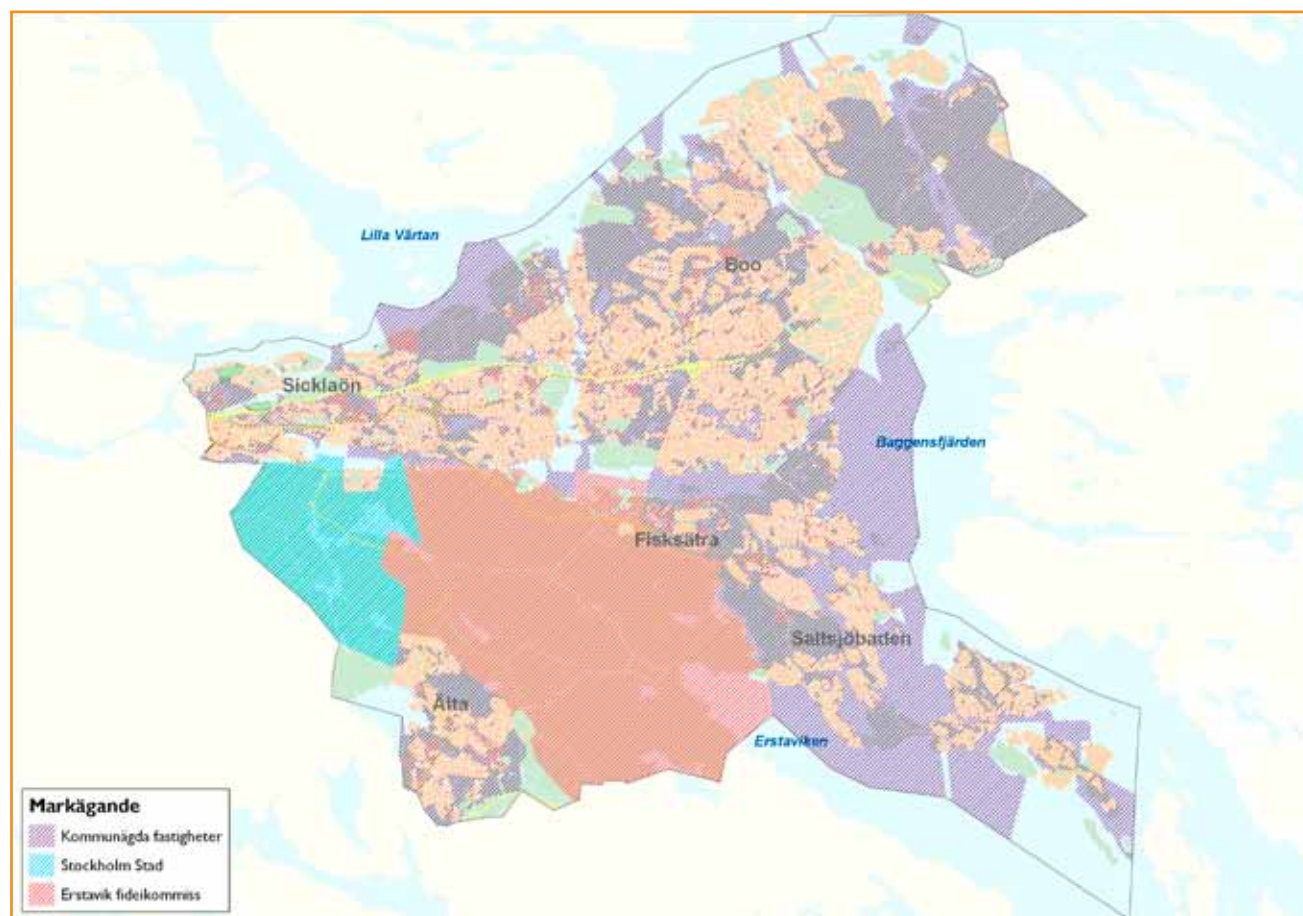 Lilla Värtan
Boo
Sicklaön
Baggensfjärden
Fisksätra
Saltsjöbaden
Älta
Erstaviken
Markägande
Kommunägda fastigheter
Stockholm Stad
Erstavik fideikommiss